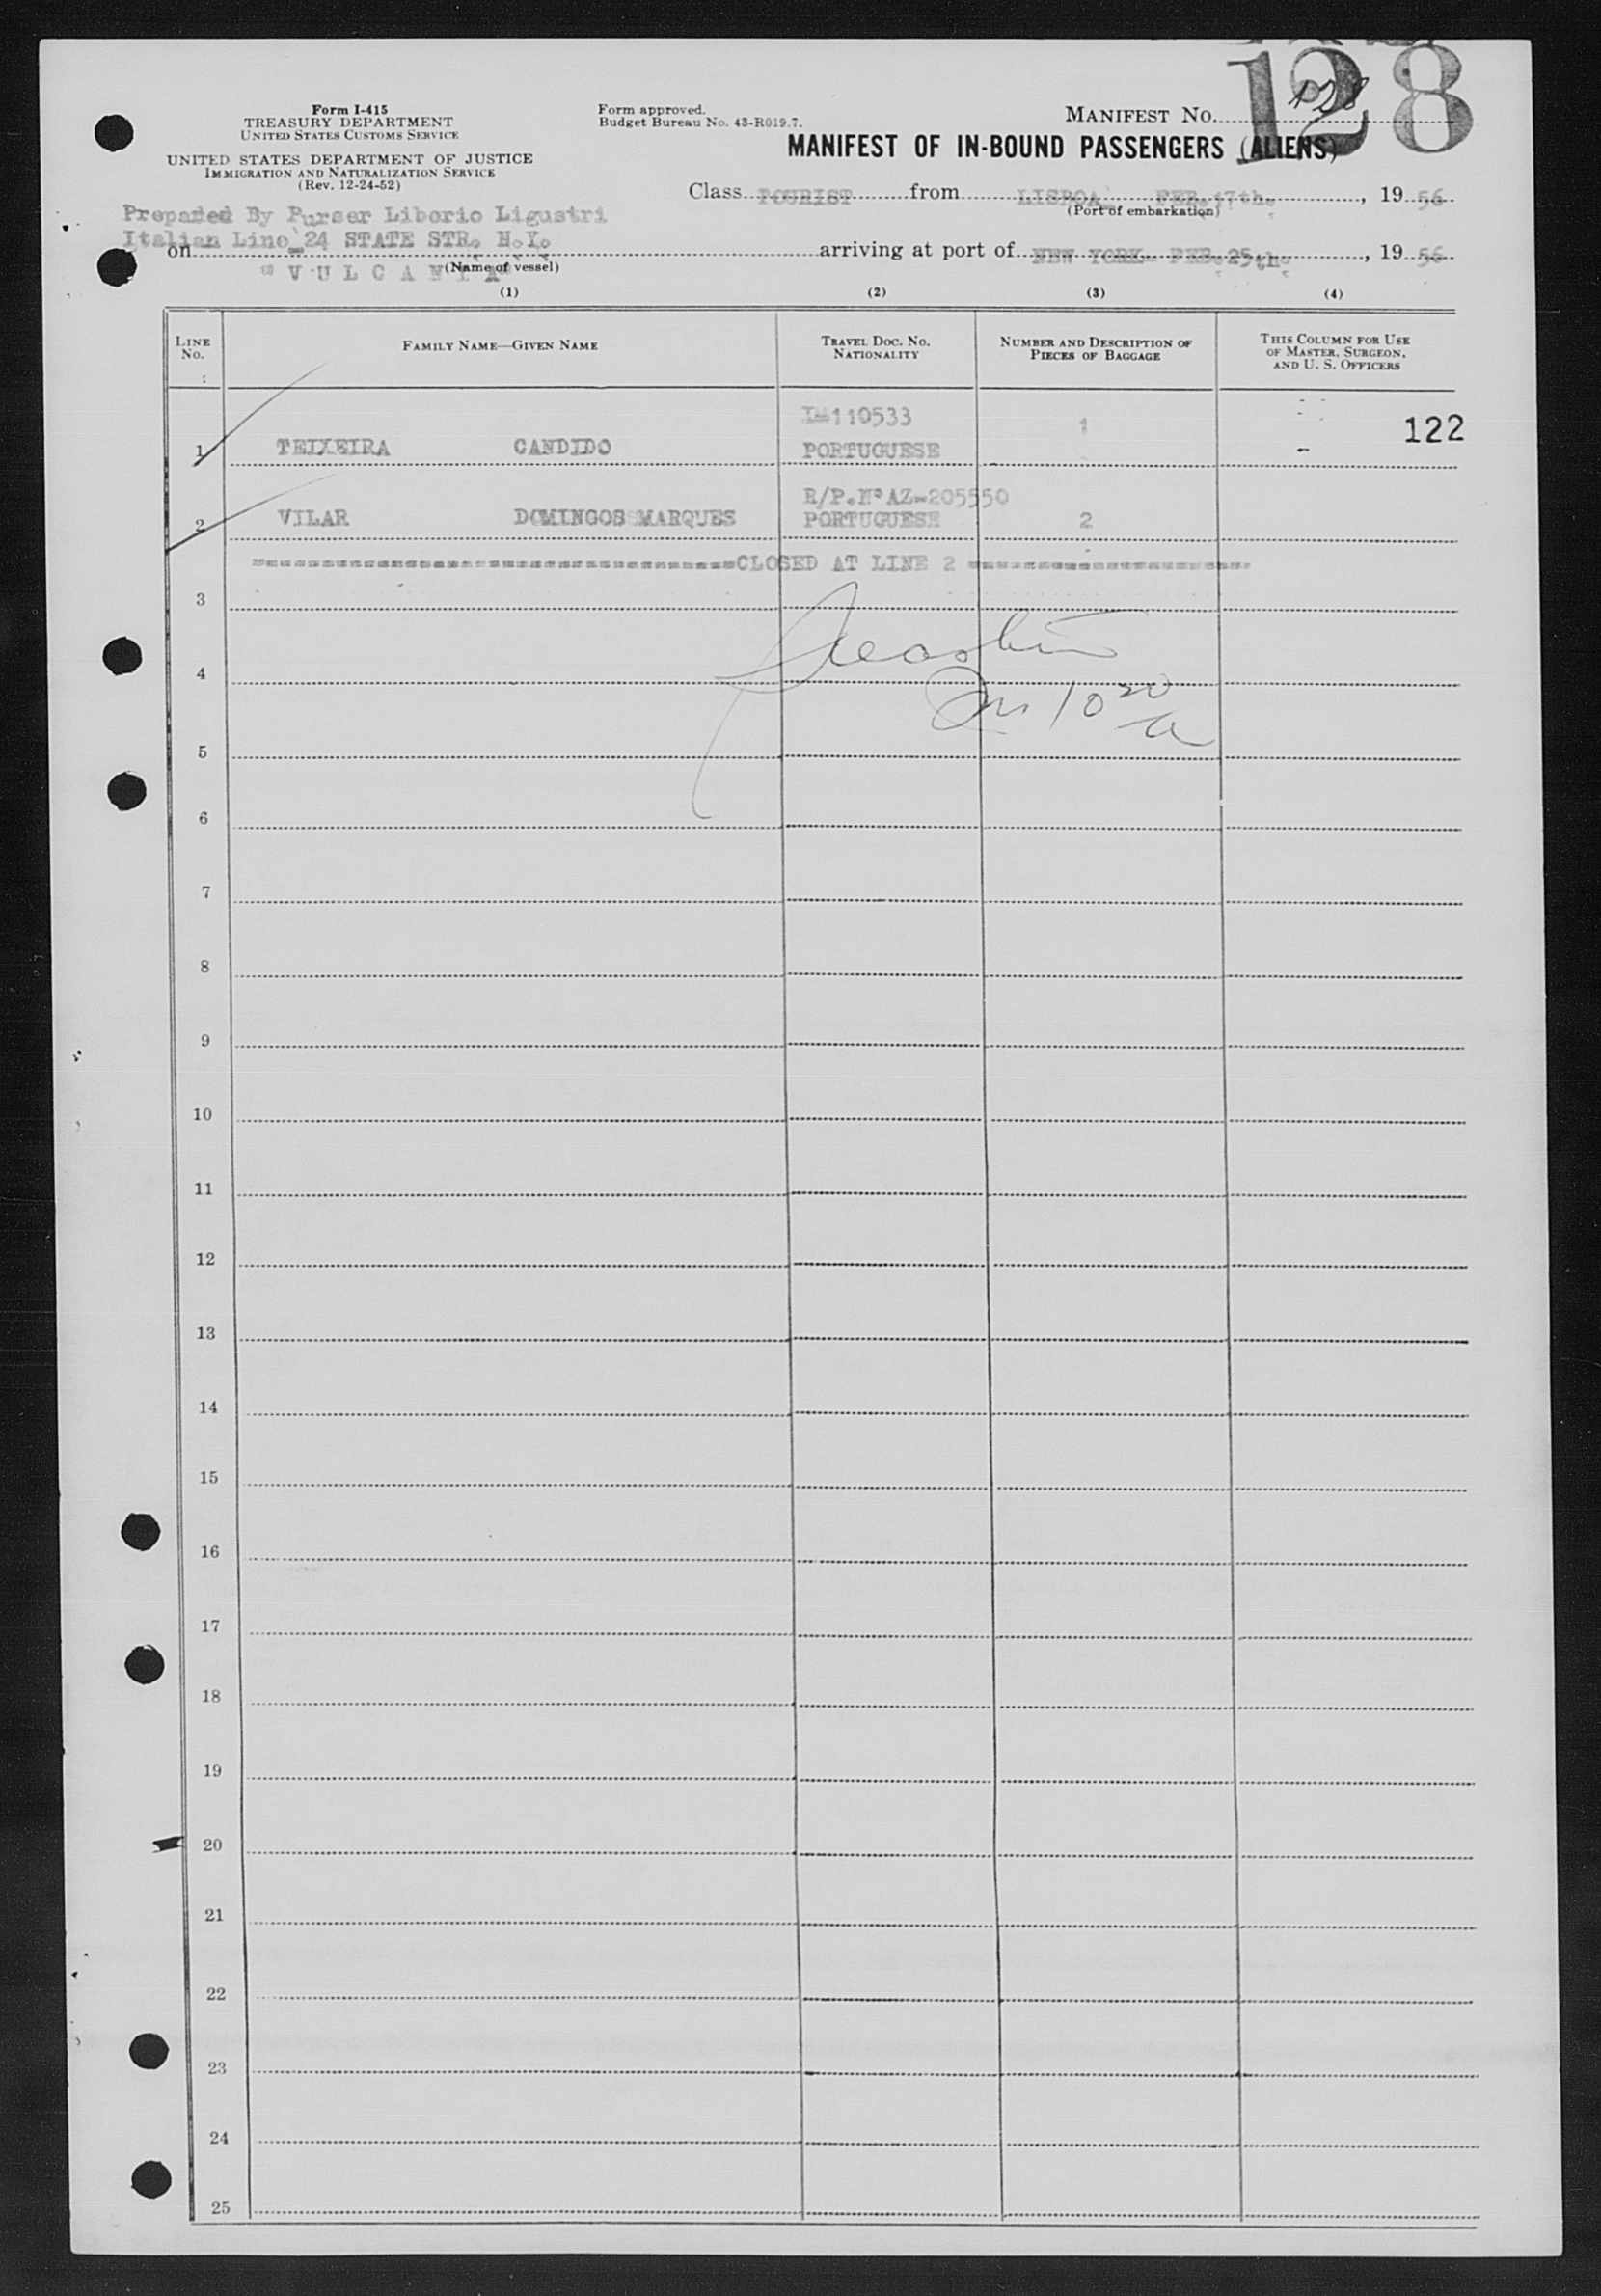 128
Form I-415
TREASURY DEPARTMENT
UNITED STATES CUSTOMS SERVICE
UNITED STATES DEPARTMENT OF JUSTICE
IMMIGRATION AND NATURALIZATION SERVICE
(Rev. 12-24-52)
Form approved.
Budget Bureau No. 43-R019.7.
MANIFEST No. 128
MANIFEST OF IN-BOUND PASSENGERS (ALIENS)
Class TOURIST from LISBOA FEB. 17th, 19 56
(Port of embarkation)
Prepared By Purser Liborio Ligustri
Italian Line 24 STATE STR. N.Y.
on "VULCANIA" arriving at port of NEW YORK- FEB. 25th, 19 56
(Name of vessel)
(1) (2) (3) (4)
LINE No. FAMILY NAME—GIVEN NAME TRAVEL DOC. No. NATIONALITY NUMBER AND DESCRIPTION OF PIECES OF BAGGAGE THIS COLUMN FOR USE OF MASTER, SURGEON, AND U. S. OFFICERS
I-110533
1 TEIXEIRA CANDIDO PORTUGUESE 1 122
R/P.Nº AZ-205550
2 VILAR DOMINGOS MARQUES PORTUGUESE 2
CLOSED AT LINE 2
3
4
10 20 a
5
6
7
8
9
10
11
12
13
14
15
16
17
18
19
20
21
22
23
24
25